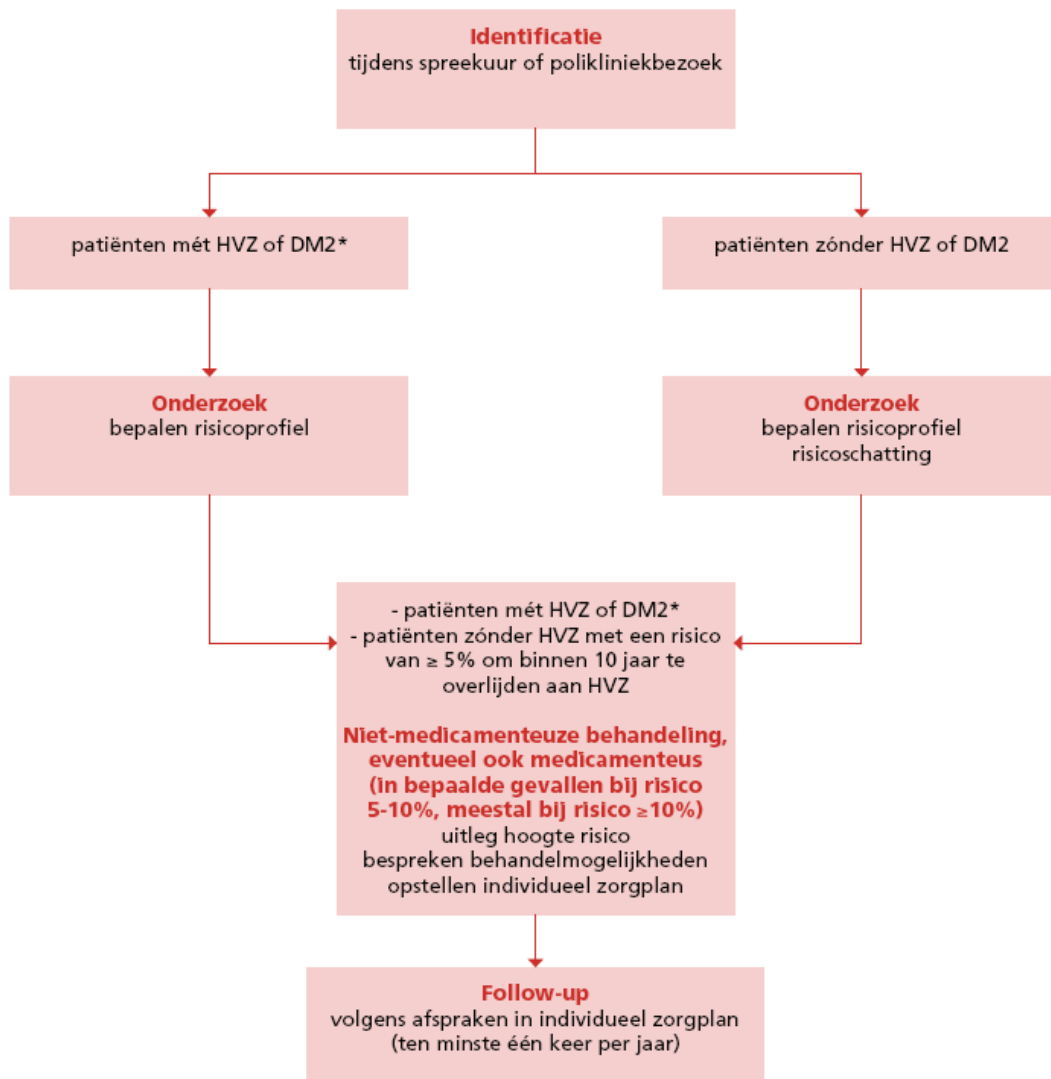 Identificatie
tijdens spreekuur of polikliniekbezoek
patiënten mét HVZ of DM2*
patiënten zónder HVZ of DM2
Onderzoek
bepalen risicoprofiel
Onderzoek
bepalen risicoprofiel
risicoschatting
- patiënten mét HVZ of DM2*
- patiënten zónder HVZ met een risico
van ≥ 5% om binnen 10 jaar te
overlijden aan HVZ
Niet-medicamenteuze behandeling,
eventueel ook medicamenteus
(in bepaalde gevallen bij risico
5-10%, meestal bij risico ≥10%)
uitleg hoogte risico
bespreken behandelmogelijkheden
opstellen individueel zorgplan
Follow-up
volgens afspraken in individueel zorgplan
(ten minste één keer per jaar)